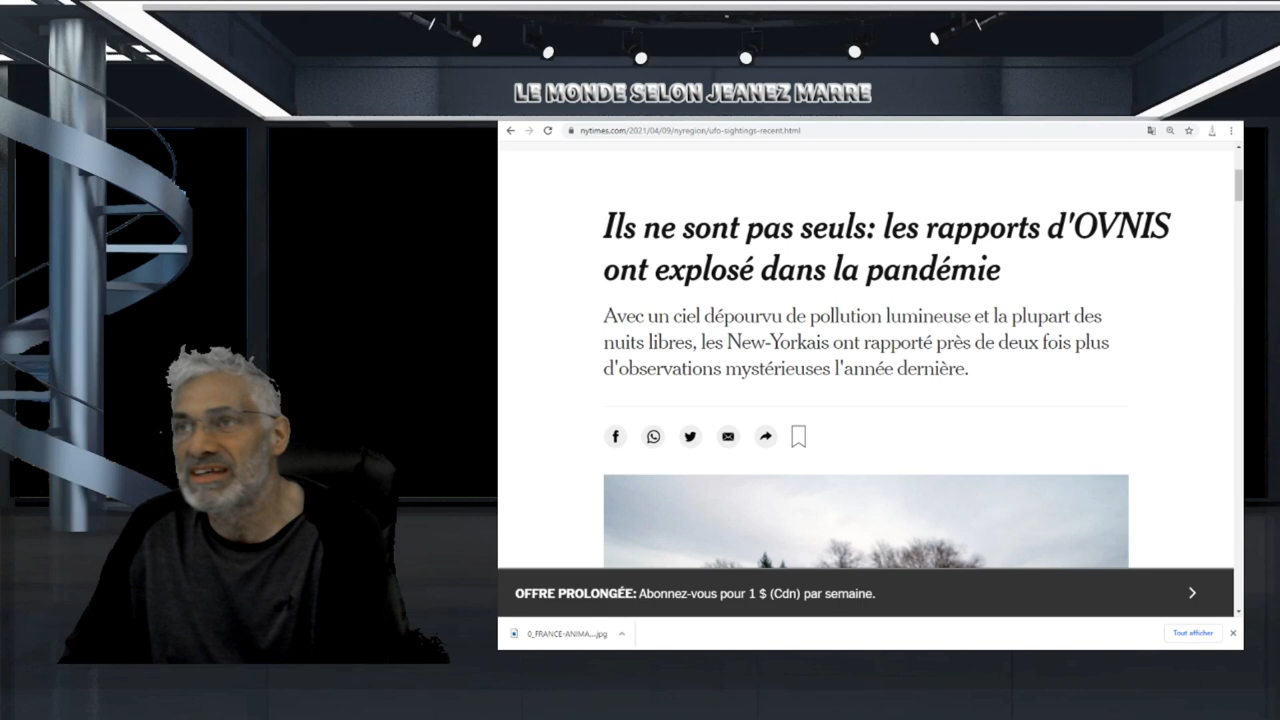 LE MONDE SELON JEANEZ MARRE
nytimes.com/2021/04/09/nyregion/ufo-sightings-recent.html
Ils ne sont pas seuls: les rapports d'OVNIS
ont explosé dans la pandémie
Avec un ciel dépourvu de pollution lumineuse et la plupart des
nuits libres, les New-Yorkais ont rapporté près de deux fois plus
d'observations mystérieuses l'année dernière.
OFFRE PROLONGÉE: Abonnez-vous pour 1 $ (Cdn) par semaine.
0_FRANCE-ANIMA....jpg
Tout afficher